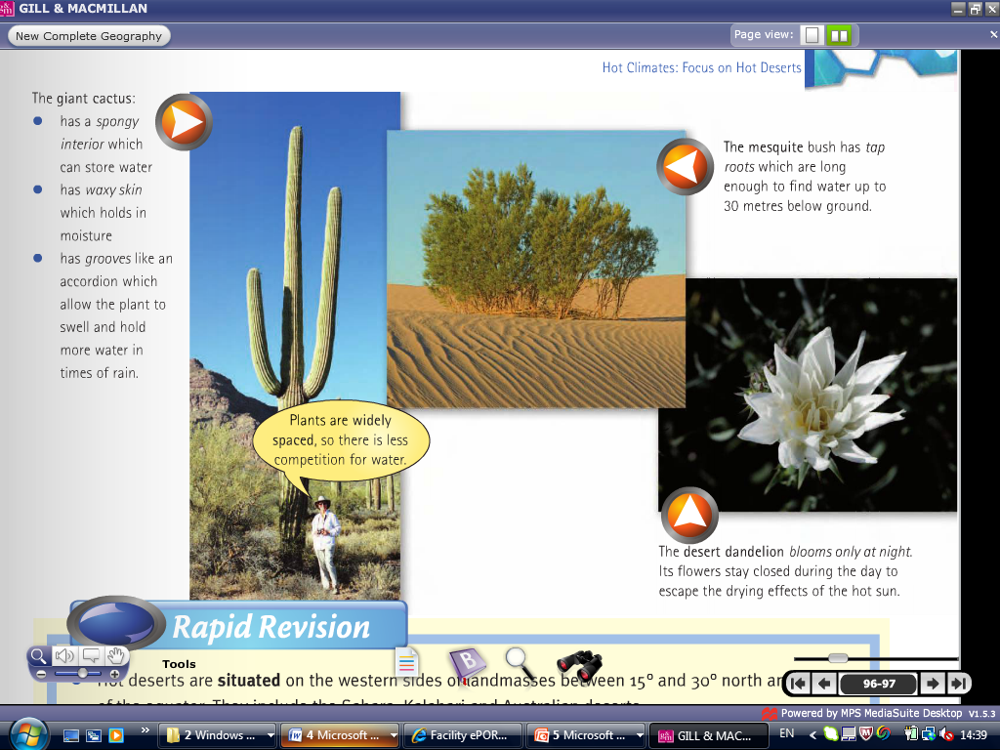 GILL & MACMILLAN
New Complete Geography
Page view:
Hot Climates: Focus on Hot Deserts
The giant cactus:
has a spongy
interior which
can store water
has waxy skin
which holds in
moisture
has grooves like an
accordion which
allow the plant to
swell and hold
more water in
times of rain.
The mesquite bush has tap
roots which are long
enough to find water up to
30 metres below ground.
Plants are widely
spaced, so there is less
competition for water.
The desert dandelion blooms only at night.
Its flowers stay closed during the day to
escape the drying effects of the hot sun.
Rapid Revision
Tools
Hot deserts are situated on the western sides of landmasses between 15º and 30º north an
of the equator. They include the Sahara, Kalahari and Australian deserts
96-97
Powered by MPS MediaSuite Desktop v1.5.3
2 Windows ...
4 Microsoft ...
Facility ePOR...
5 Microsoft ...
GILL & MAC...
EN
14:39